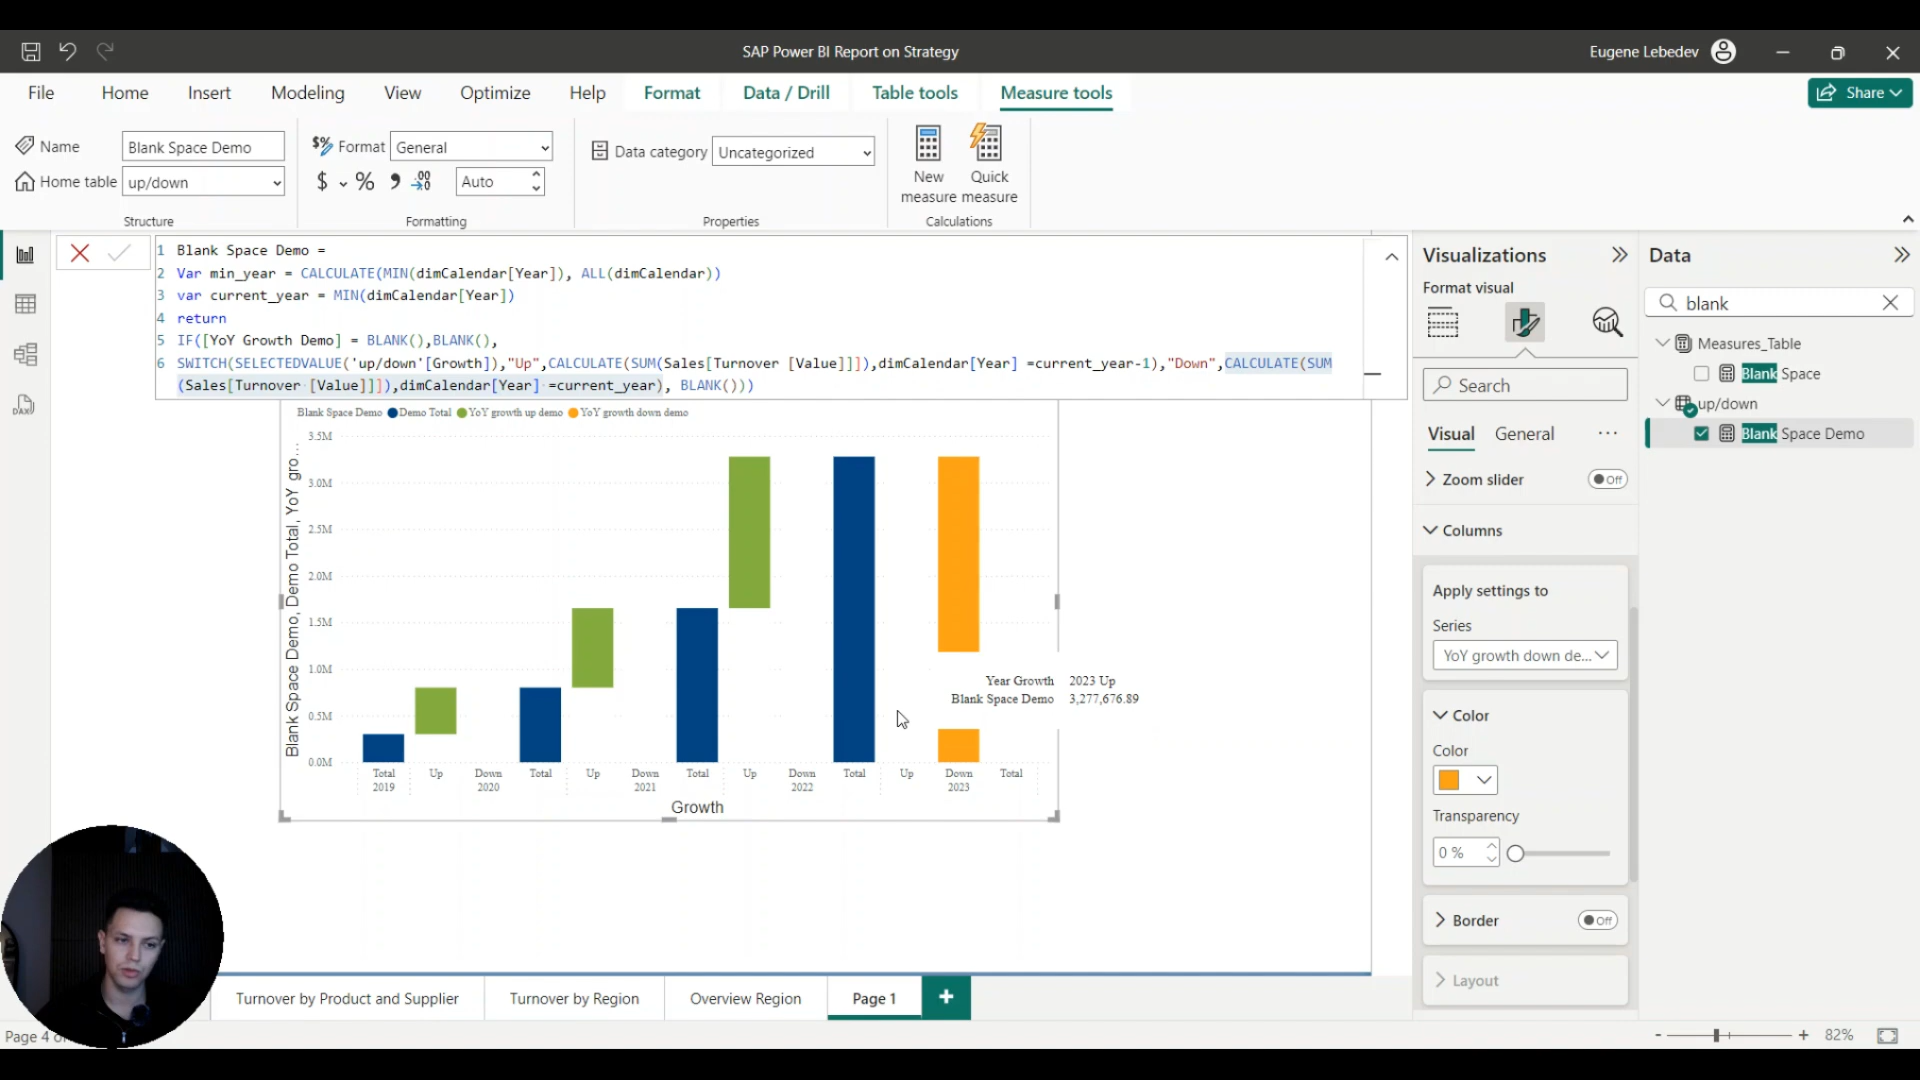 SAP Power BI Report on Strategy
Eugene Lebedev
File Home Insert Modeling View Optimize Help Format Data / Drill Table tools Measure tools
Share
Name Blank Space Demo
Home table up/down
Structure
Format General
$ % , .00 →0
Auto
Formatting
Data category Uncategorized
Properties
New measure
Quick measure
Calculations
1 Blank Space Demo =
2 Var min_year = CALCULATE(MIN(dimCalendar[Year]), ALL(dimCalendar))
3 var current_year = MIN(dimCalendar[Year])
4 return
5 IF([YoY Growth Demo] = BLANK(),BLANK(),
6 SWITCH(SELECTEDVALUE('up/down'[Growth]),"Up",CALCULATE(SUM(Sales[Turnover [Value]]]),dimCalendar[Year] =current_year-1),"Down",CALCULATE(SUM
(Sales[Turnover [Value]]]),dimCalendar[Year] =current_year), BLANK()))
Blank Space Demo Demo Total YoY growth up demo YoY growth down demo
Blank Space Demo, Demo Total, YoY gro...
3.5M
3.0M
2.5M
2.0M
1.5M
1.0M
0.5M
0.0M
Year Growth 2023 Up
Blank Space Demo 3,277,676.89
Total Up Down Total Up Down Total Up Down Total Up Down Total
2019 2020 2021 2022 2023
Growth
Visualizations
Format visual
Search
Visual General ...
Zoom slider Off
Columns
Apply settings to
Series
YoY growth down de...
Color
Color
Transparency
0 %
Border Off
Layout
Data
blank
Measures_Table
Blank Space
up/down
Blank Space Demo
DAX
Turnover by Product and Supplier
Turnover by Region
Overview Region
Page 1
+
Page 4
- + 82%